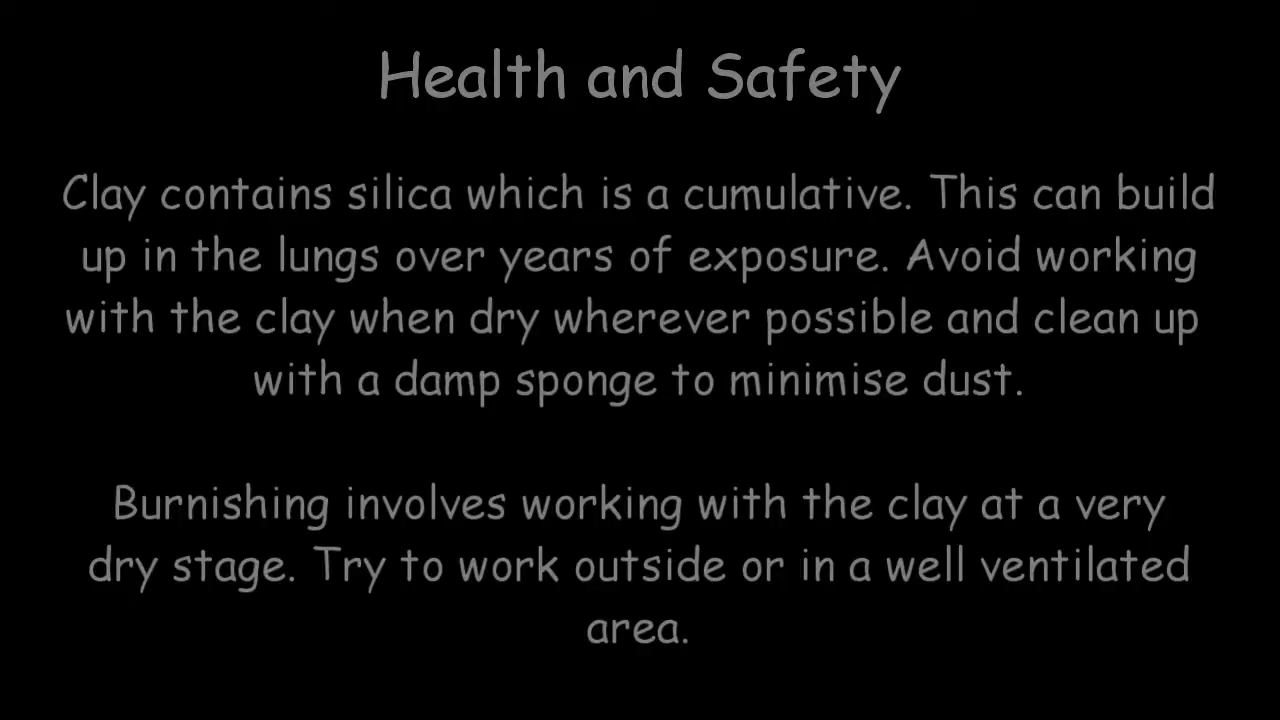 Health and Safety
Clay contains silica which is a cumulative. This can build
up in the lungs over years of exposure. Avoid working
with the clay when dry wherever possible and clean up
with a damp sponge to minimise dust.
Burnishing involves working with the clay at a very
dry stage. Try to work outside or in a well ventilated
area.